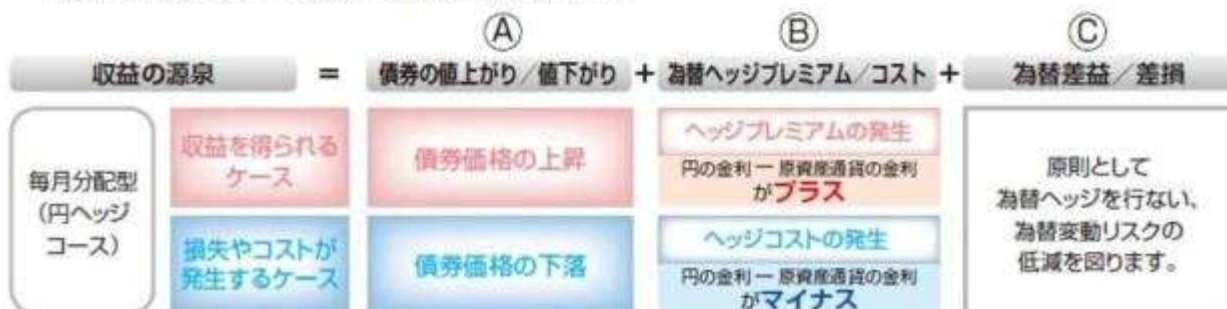 Ⓐ Ⓑ Ⓒ
収益の源泉 = 債券の値上がり/値下がり + 為替ヘッジプレミアム/コスト + 為替差益/差損
毎月分配型
(円ヘッジ
コース)
収益を得られる
ケース
債券価格の上昇
ヘッジプレミアムの発生
円の金利 ー 原資産通貨の金利
がプラス
損失やコストが
発生するケース
債券価格の下落
ヘッジコストの発生
円の金利 ー 原資産通貨の金利
がマイナス
原則として
為替ヘッジを行ない、
為替変動リスクの
低減を図ります。